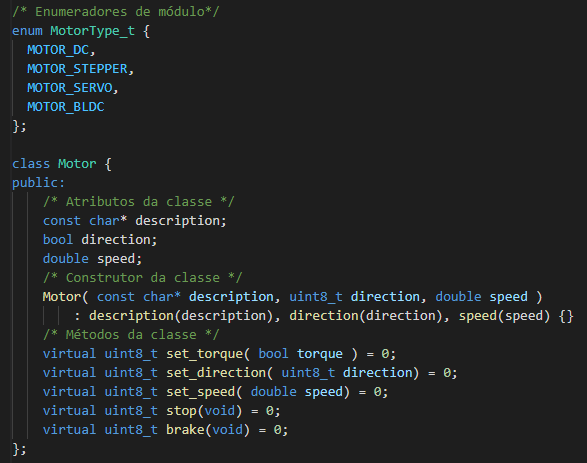 /* Enumeradores de módulo*/
enum MotorType_t {
  MOTOR_DC,
  MOTOR_STEPPER,
  MOTOR_SERVO,
  MOTOR_BLDC
};

class Motor {
public:
    /* Atributos da classe */
    const char* description;
    bool direction;
    double speed;
    /* Construtor da classe */
    Motor( const char* description, uint8_t direction, double speed )
        : description(description), direction(direction), speed(speed) {}
    /* Métodos da classe */
    virtual uint8_t set_torque( bool torque ) = 0;
    virtual uint8_t set_direction( uint8_t direction) = 0;
    virtual uint8_t set_speed( double speed) = 0;
    virtual uint8_t stop(void) = 0;
    virtual uint8_t brake(void) = 0;
};